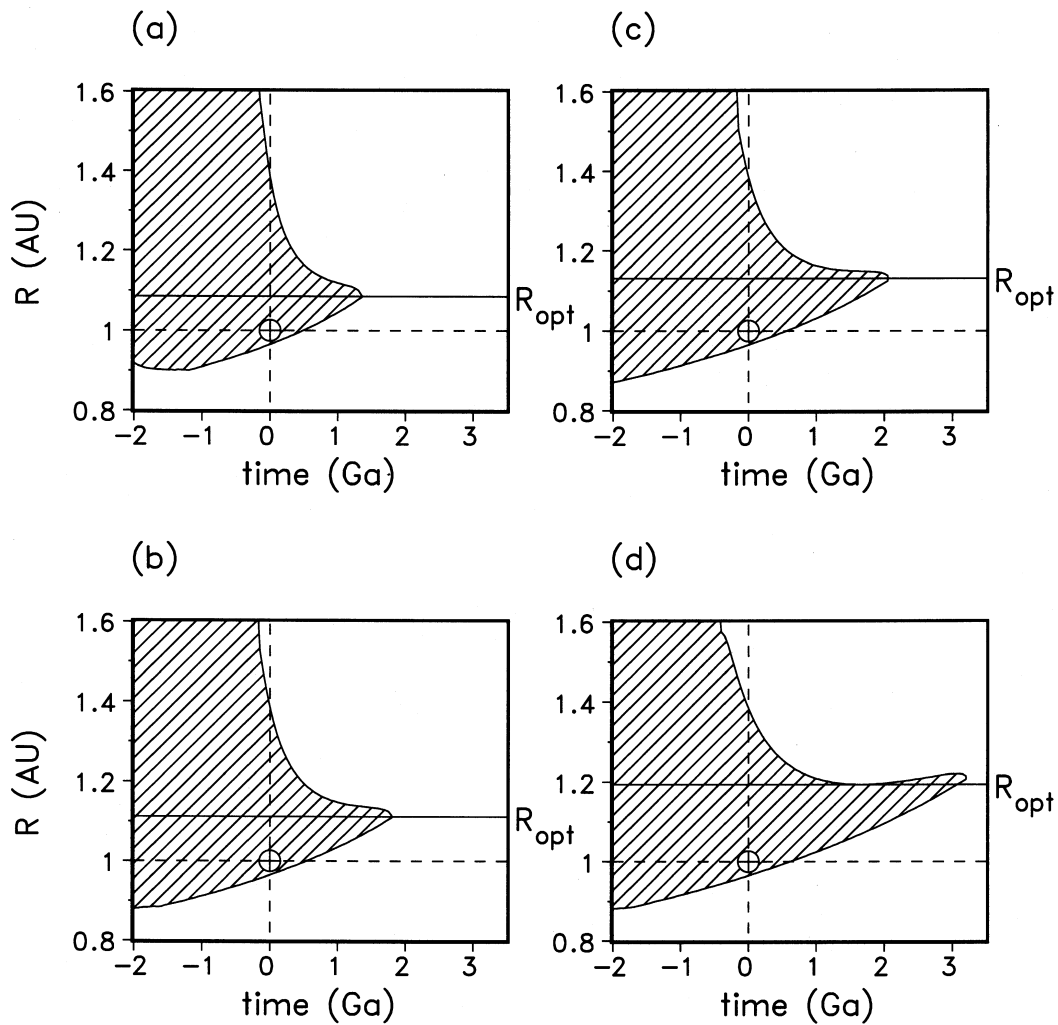 (a)
1.6
1.4
1.2
1
0.8
R (AU)
R_opt
-2 -1 0 1 2 3
time (Ga)
(c)
1.6
1.4
1.2
1
0.8
R_opt
-2 -1 0 1 2 3
time (Ga)
(b)
1.6
1.4
1.2
1
0.8
R (AU)
R_opt
-2 -1 0 1 2 3
time (Ga)
(d)
1.6
1.4
1.2
1
0.8
R_opt
-2 -1 0 1 2 3
time (Ga)